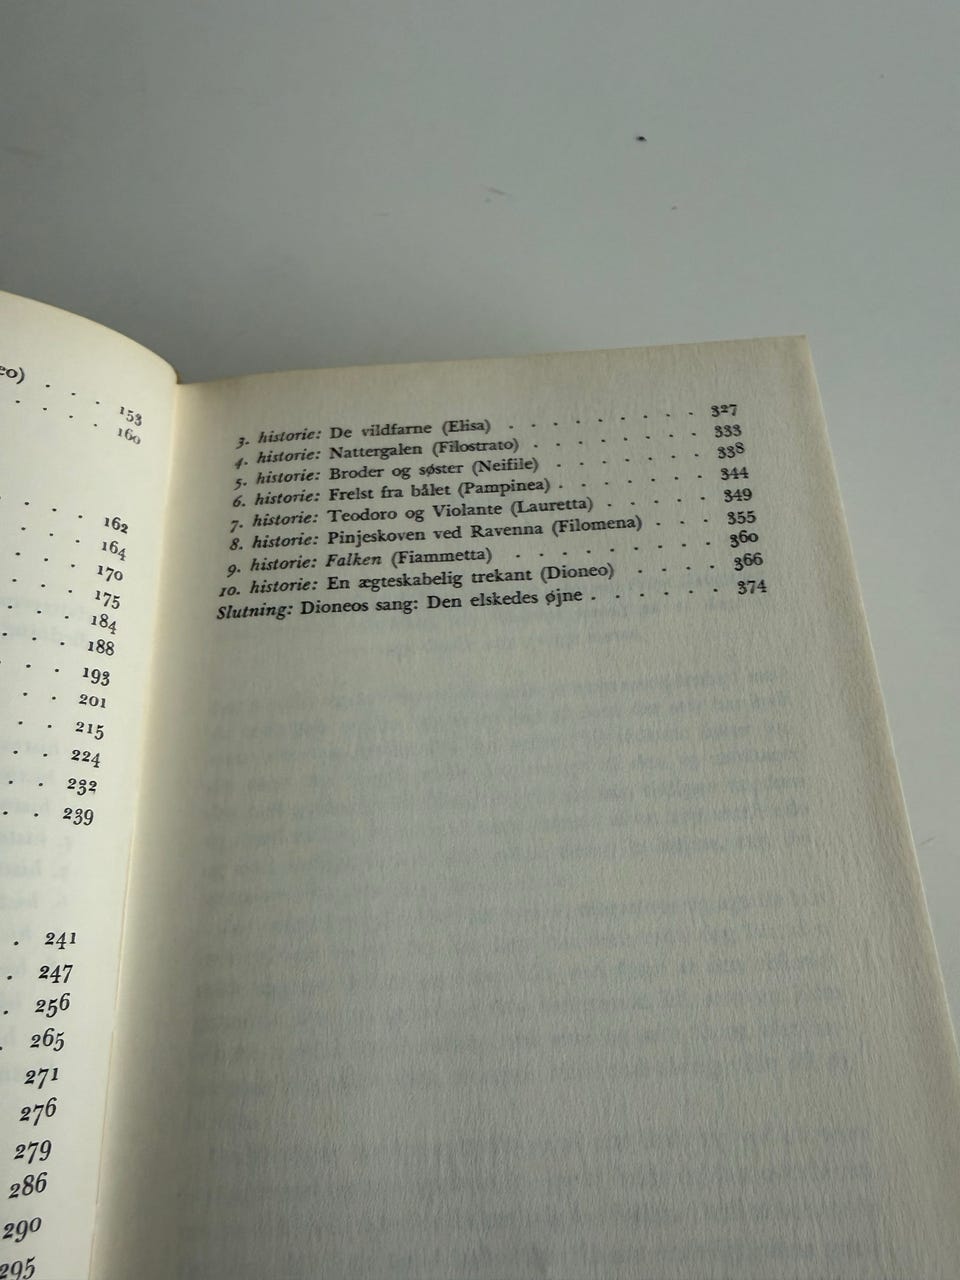 eo) . . . 153
. . . 160
. . . 162
. . . 164
. . 170
. 175
. . 184
. . 188
. . 193
. . 201
. . 215
. . 224
. . 232
. . 239
. 241
. 247
. 256
. 265
271
276
279
286
290
295
3. historie: De vildfarne (Elisa) . . . . . . . . 327
4. historie: Nattergalen (Filostrato) . . . . . . . 333
5. historie: Broder og søster (Neifile) . . . . . . . 338
6. historie: Frelst fra bålet (Pampinea) . . . . . . 344
7. historie: Teodoro og Violante (Lauretta) . . . . . 349
8. historie: Pinjeskoven ved Ravenna (Filomena) . . . 355
9. historie: Falken (Fiammetta) . . . . . . . . . 360
10. historie: En ægteskabelig trekant (Dioneo) . . . . 366
Slutning: Dioneos sang: Den elskedes øjne . . . . . . 374